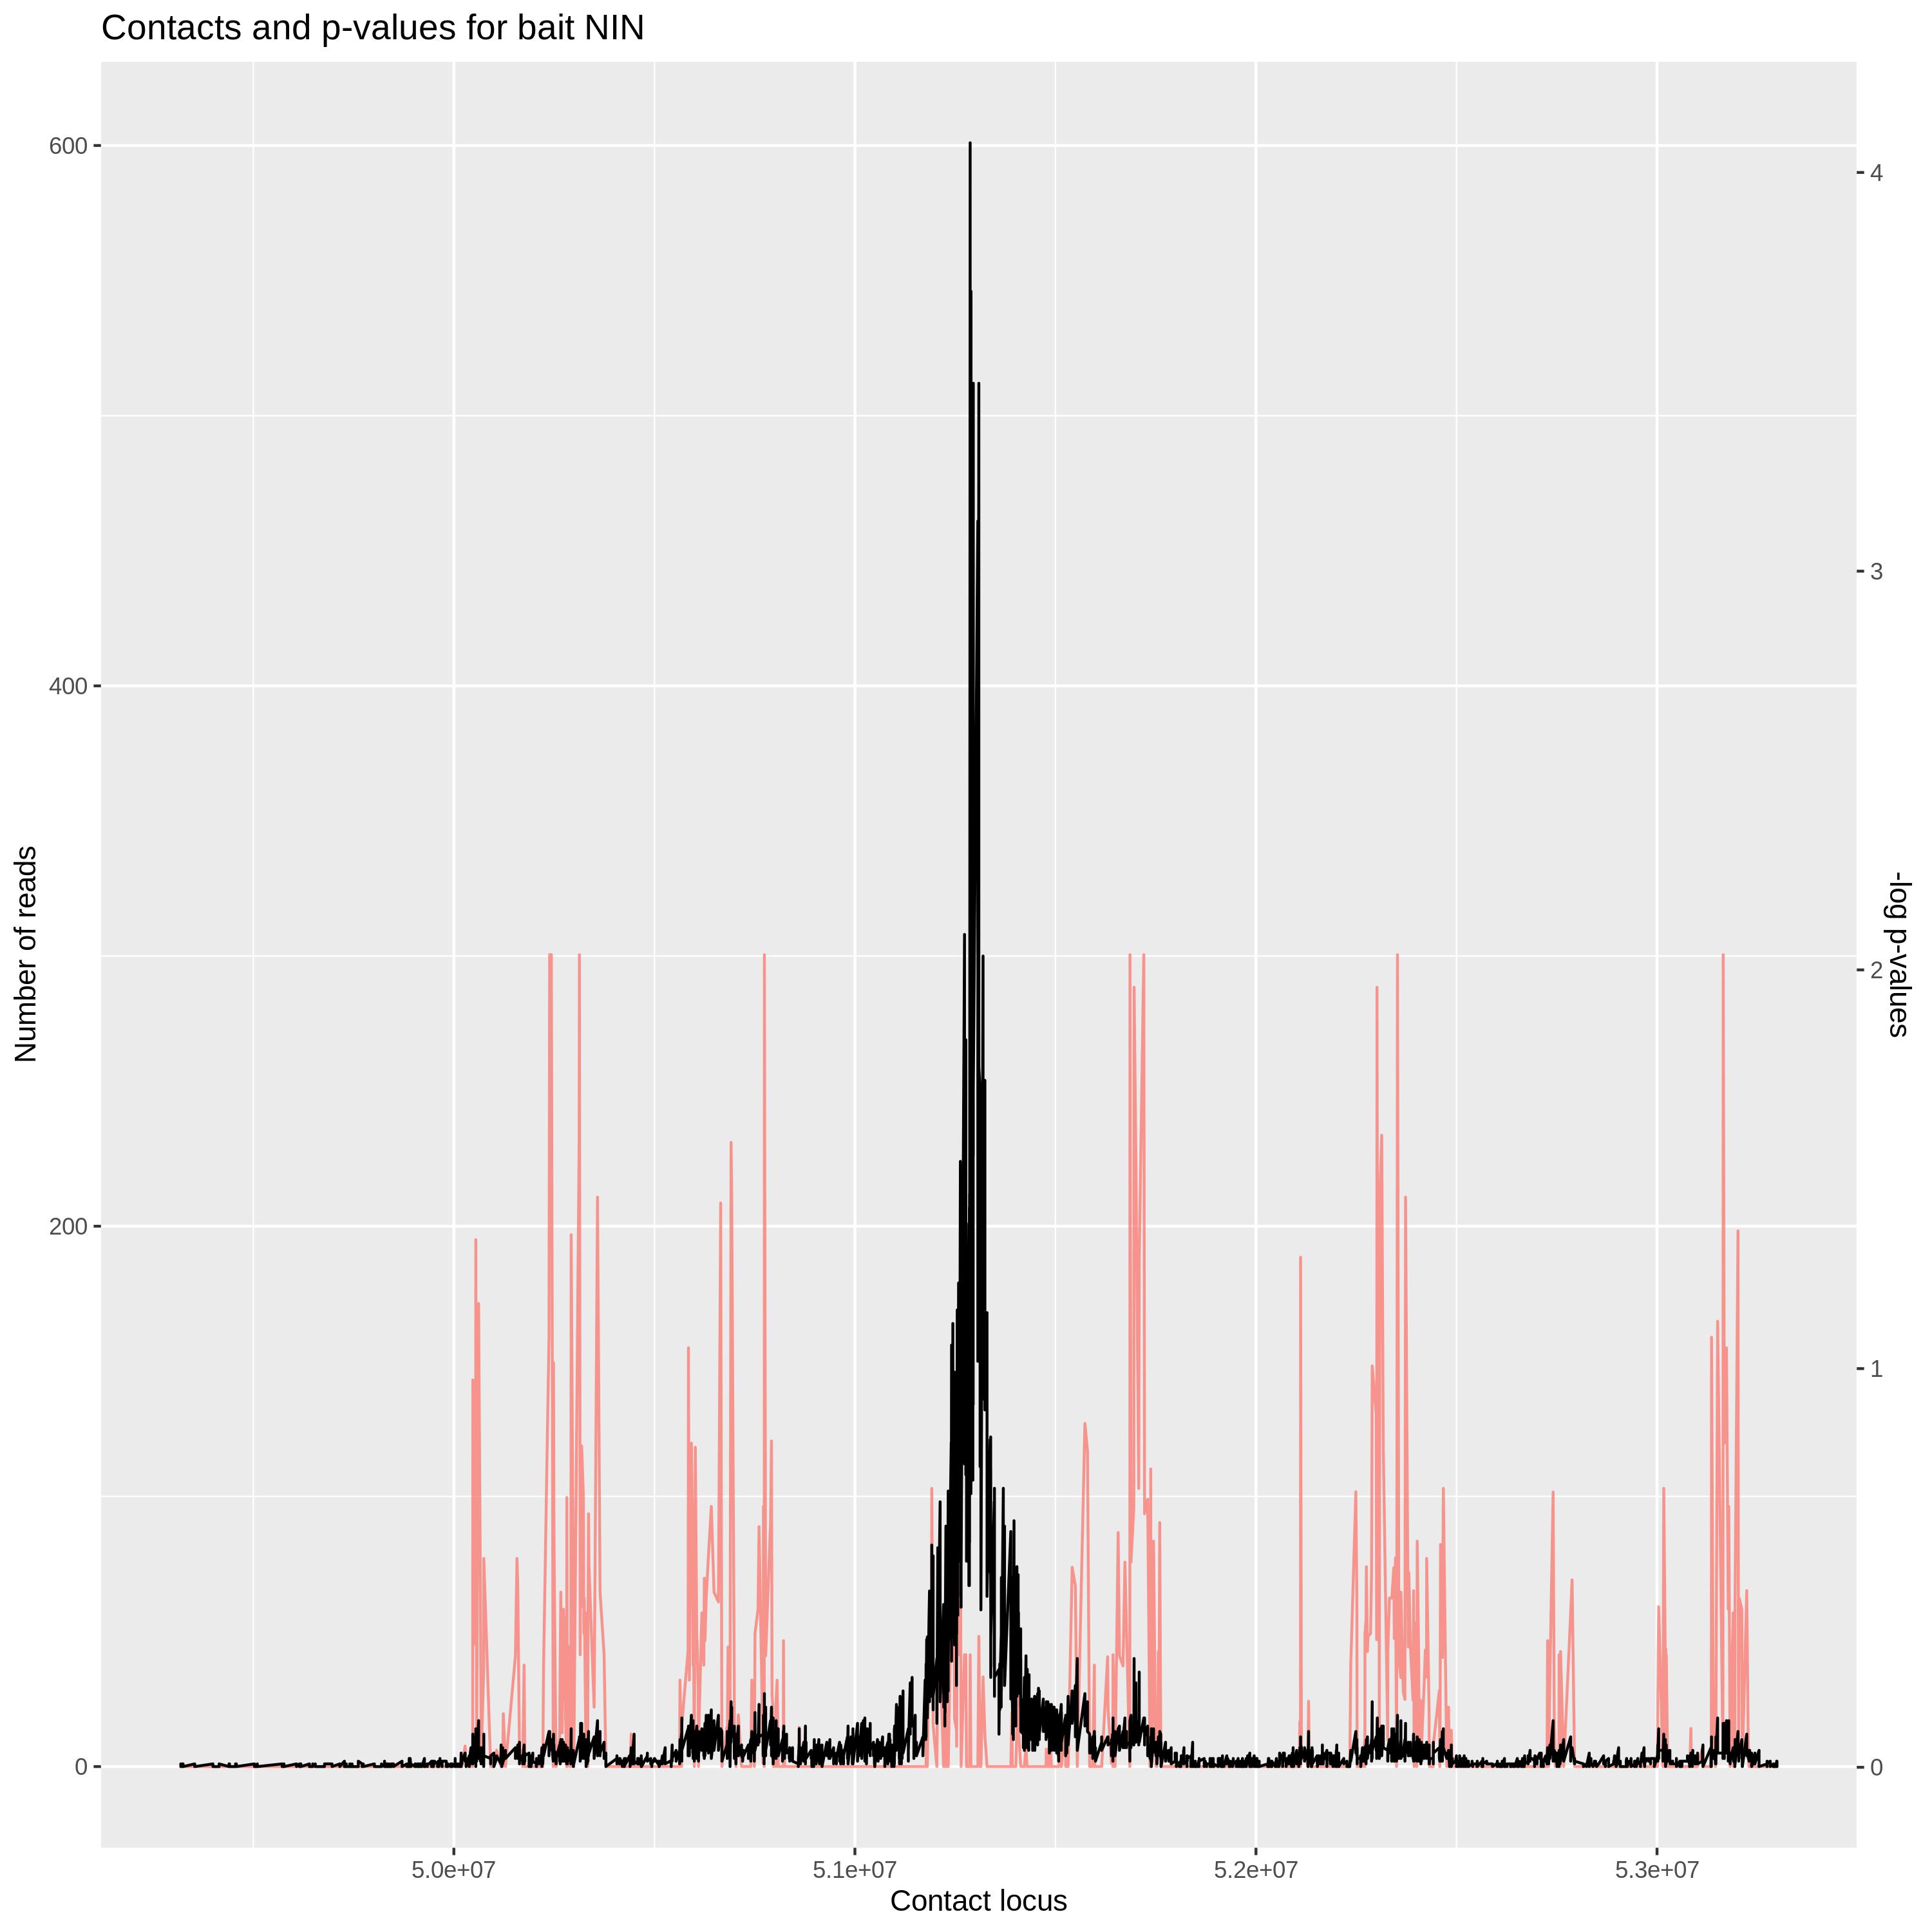 Contacts and p-values for bait NIN
600
400
200
0
Number of reads
4
3
2
1
0
-log p-values
5.0e+07
5.1e+07
5.2e+07
5.3e+07
Contact locus